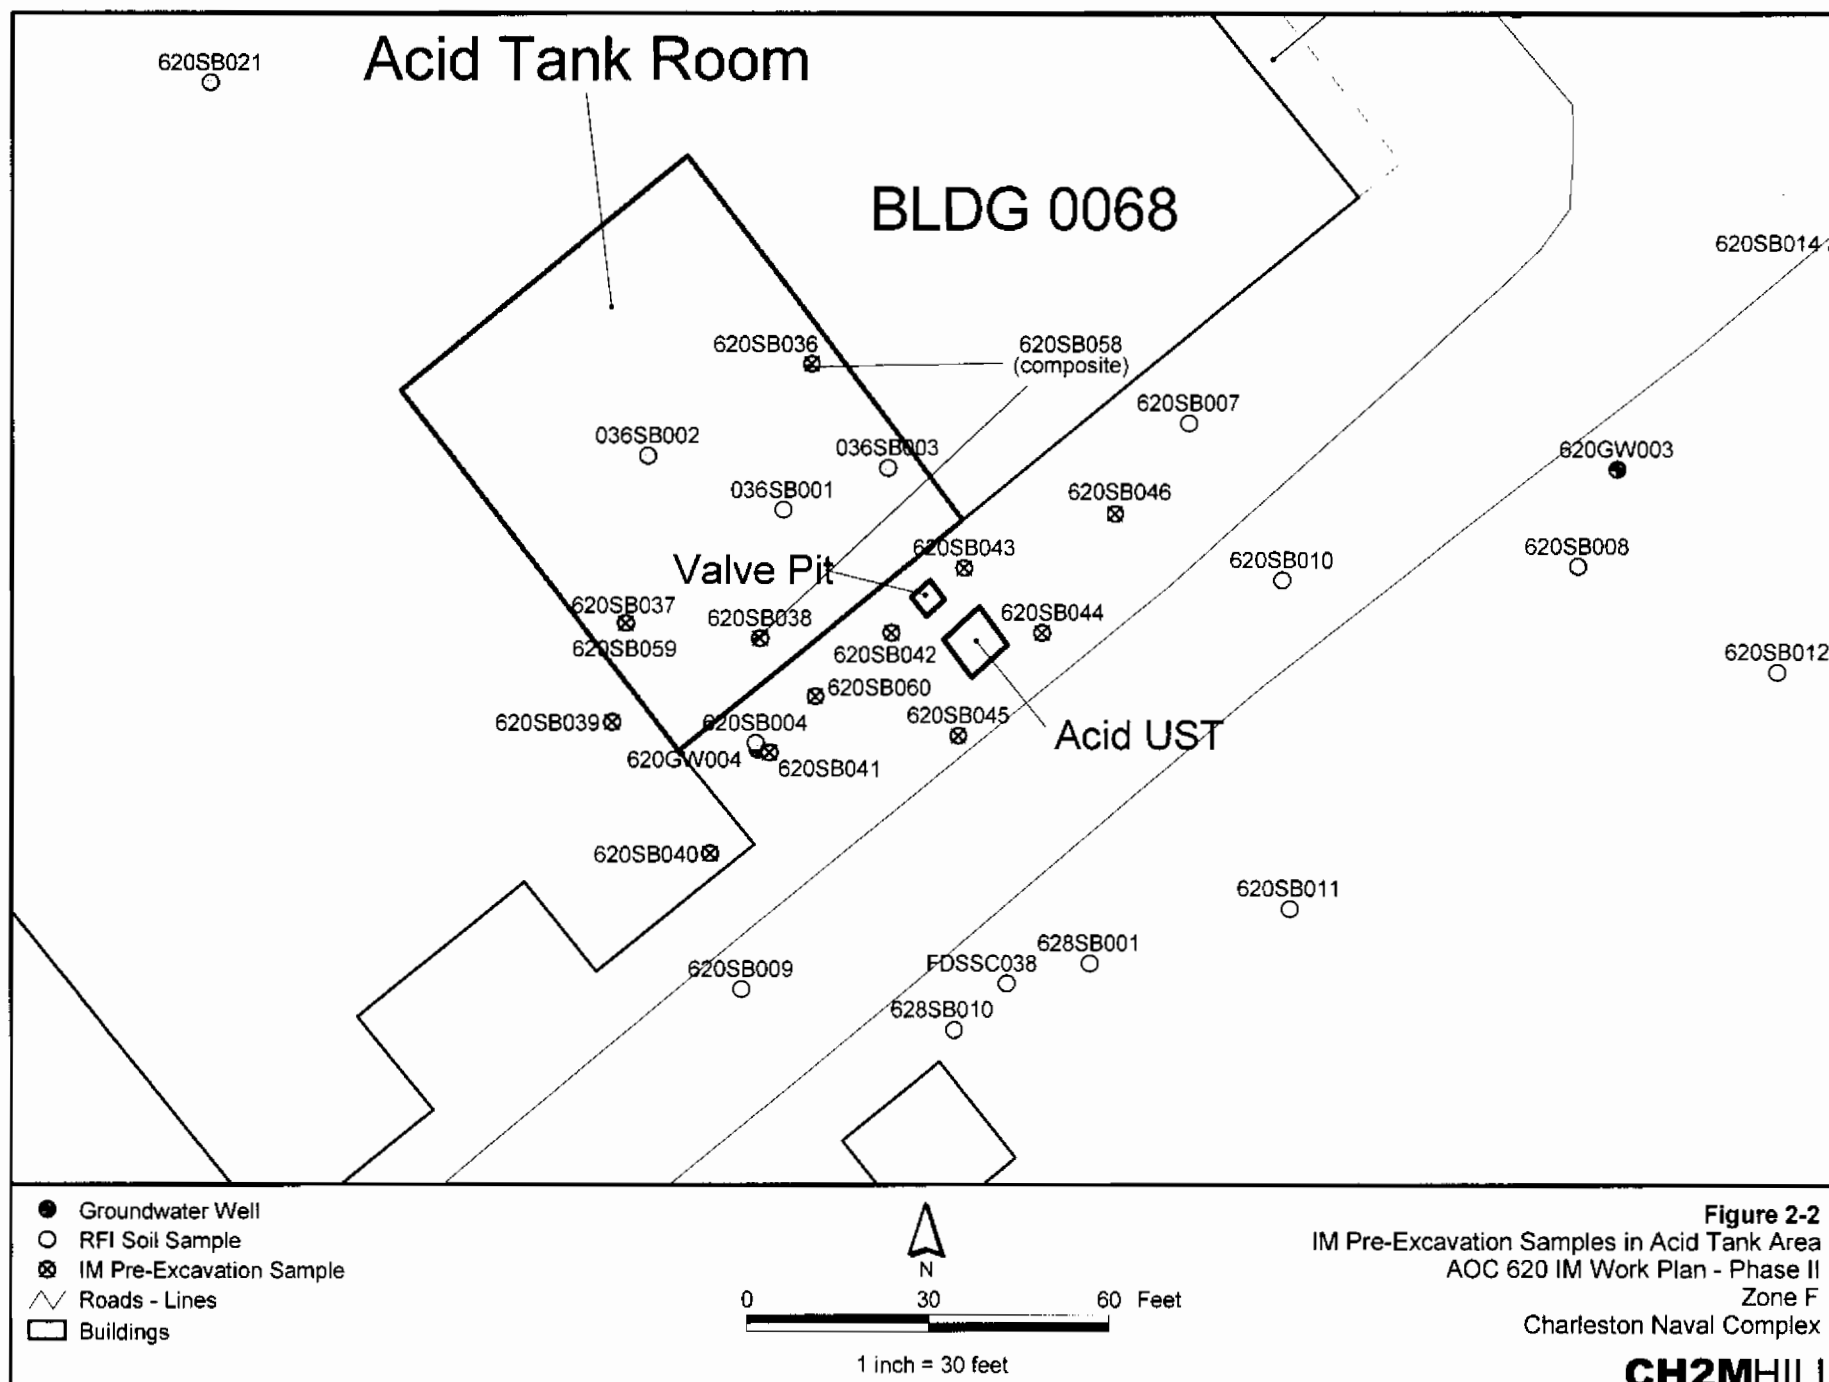 620SB021
Acid Tank Room
BLDG 0068
620SB014
620SB036
620SB058
(composite)
620SB007
036SB002
036SB003
620GW003
036SB001
620SB046
620SB043
620SB010
620SB008
Valve Pit
620SB037
620SB038
620SB044
620SB059
620SB042
620SB012
620SB060
620SB039
620SB004
620SB045
Acid UST
620GW004
620SB041
620SB040
620SB011
628SB001
620SB009
FDSSC038
628SB010
Groundwater Well
RFI Soil Sample
IM Pre-Excavation Sample
Roads - Lines
Buildings
N
0 30 60 Feet
1 inch = 30 feet
Figure 2-2
IM Pre-Excavation Samples in Acid Tank Area
AOC 620 IM Work Plan - Phase II
Zone F
Charleston Naval Complex
CH2MHILL